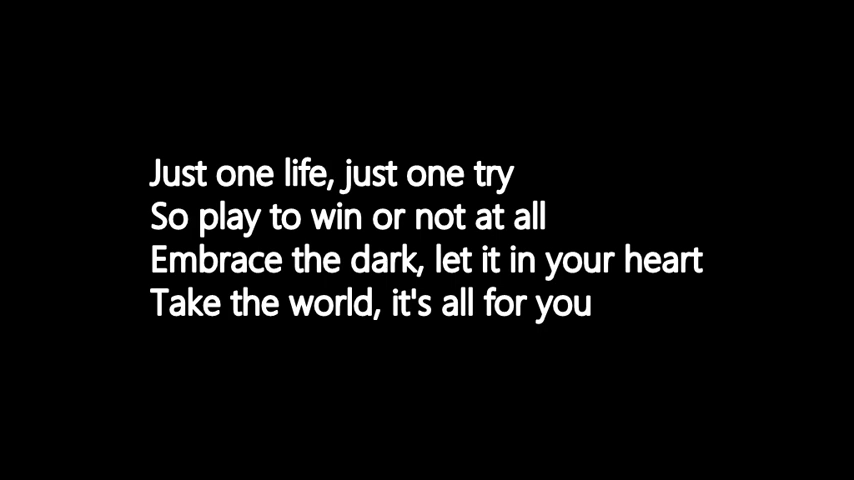 Just one life, just one try
So play to win or not at all
Embrace the dark, let it in your heart
Take the world, it's all for you